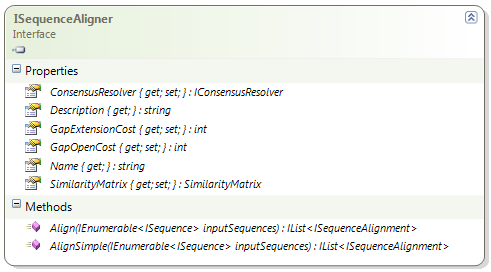 ISequenceAligner
Interface
Properties
ConsensusResolver { get; set; } : IConsensusResolver
Description { get; } : string
GapExtensionCost { get; set; } : int
GapOpenCost { get; set; } : int
Name { get; } : string
SimilarityMatrix { get; set; } : SimilarityMatrix
Methods
Align(IEnumerable<ISequence> inputSequences) : IList<ISequenceAlignment>
AlignSimple(IEnumerable<ISequence> inputSequences) : IList<ISequenceAlignment>